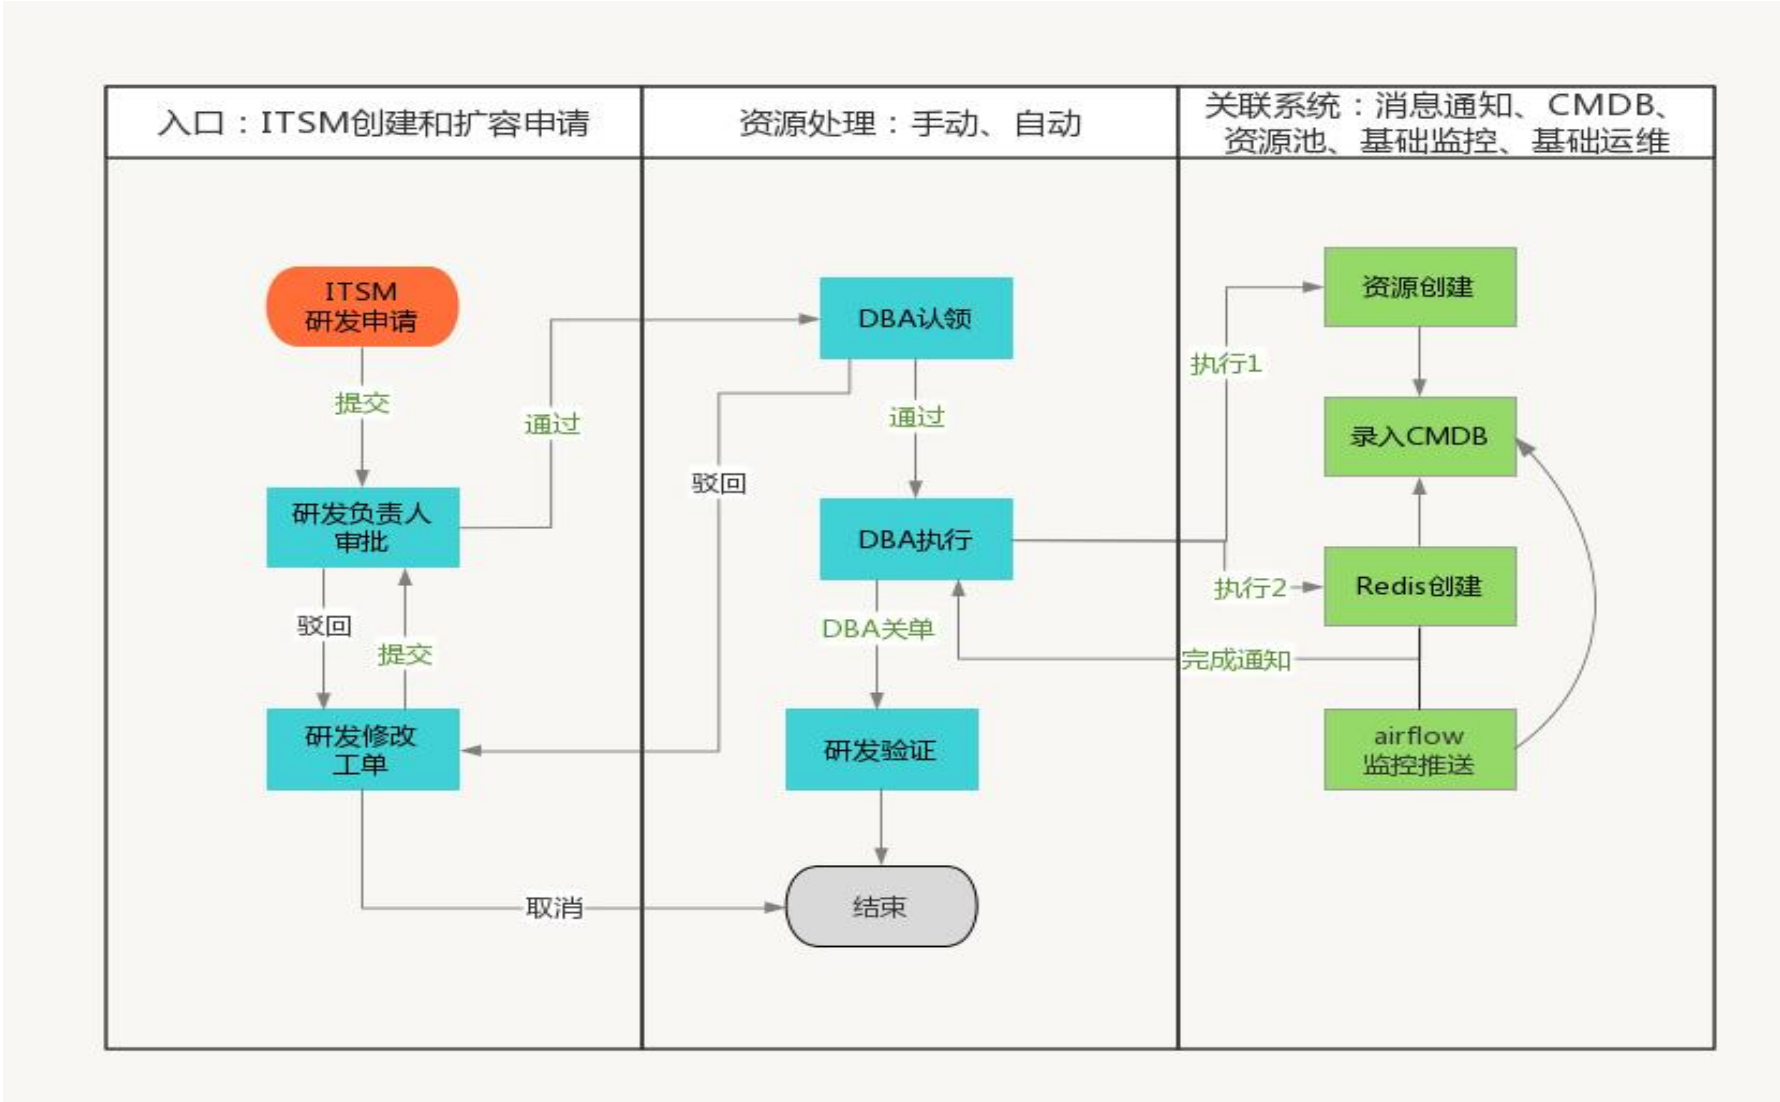 入口：ITSM创建和扩容申请
资源处理：手动、自动
关联系统：消息通知、CMDB、
资源池、基础监控、基础运维
ITSM
研发申请
提交
通过
研发负责人
审批
驳回
提交
研发修改
工单
取消
DBA认领
通过
驳回
DBA执行
DBA关单
研发验证
结束
资源创建
执行1
录入CMDB
执行2
Redis创建
完成通知
airflow
监控推送